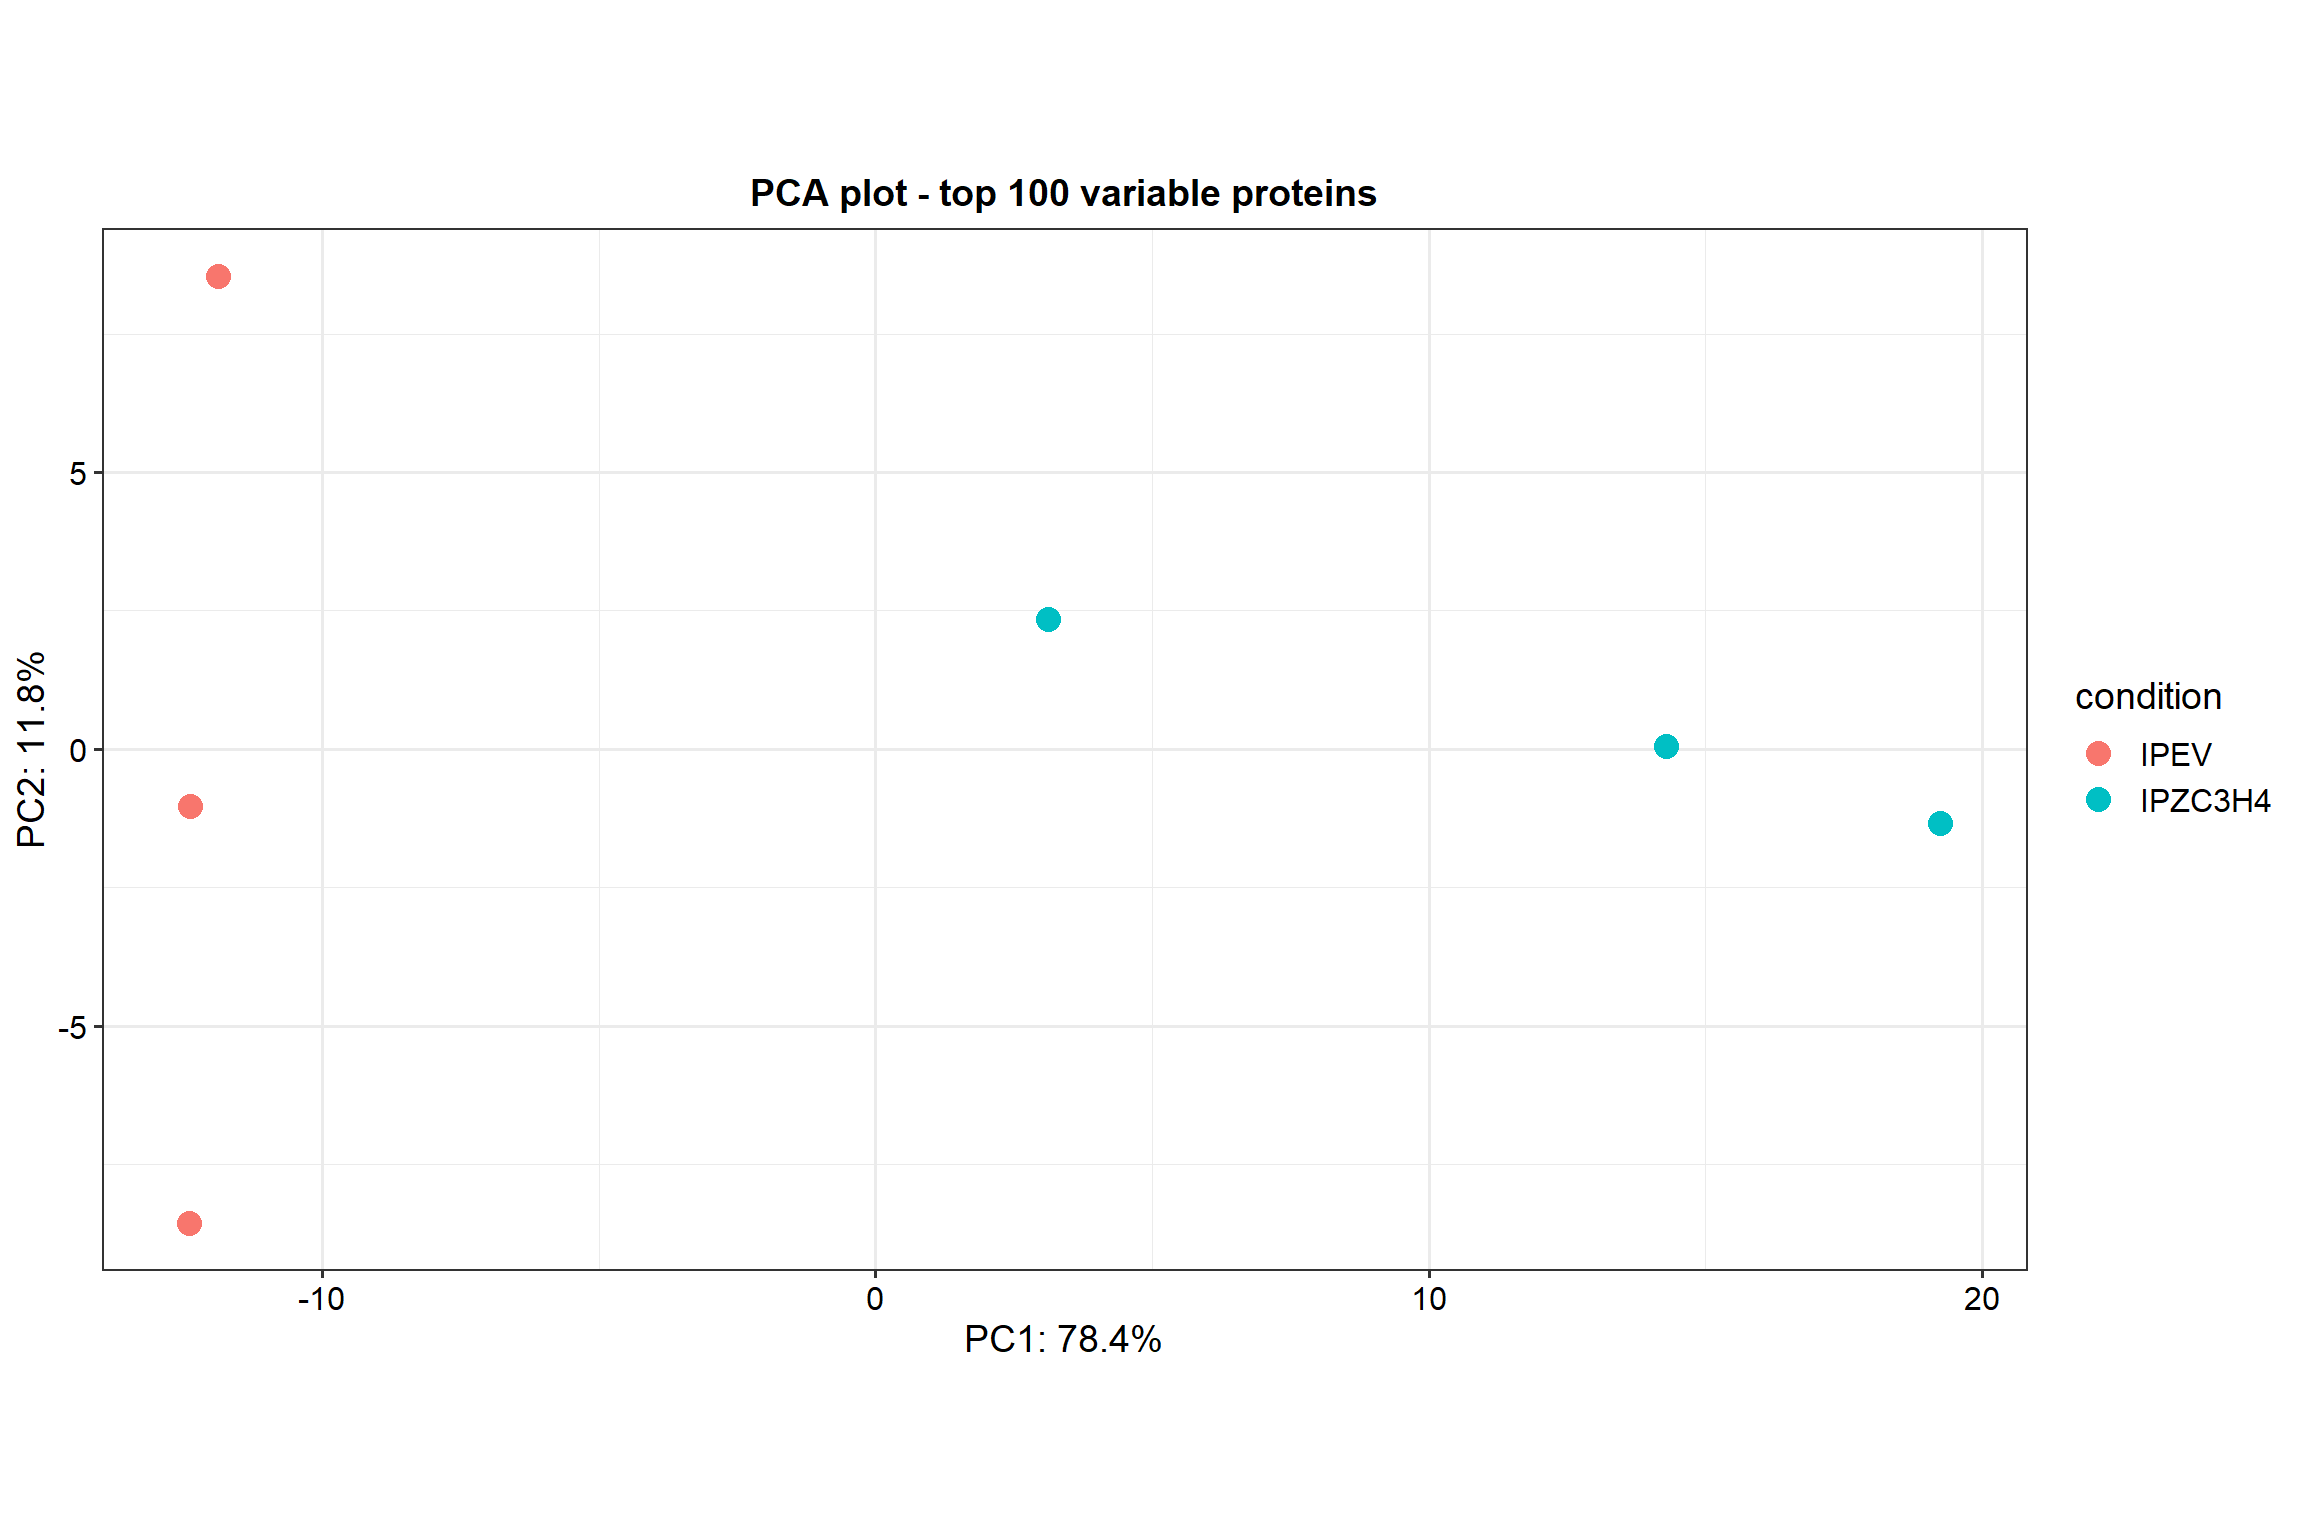 PCA plot - top 100 variable proteins
PC2: 11.8%
5
0
-5
-10
0
10
20
PC1: 78.4%
condition
IPEV
IPZC3H4